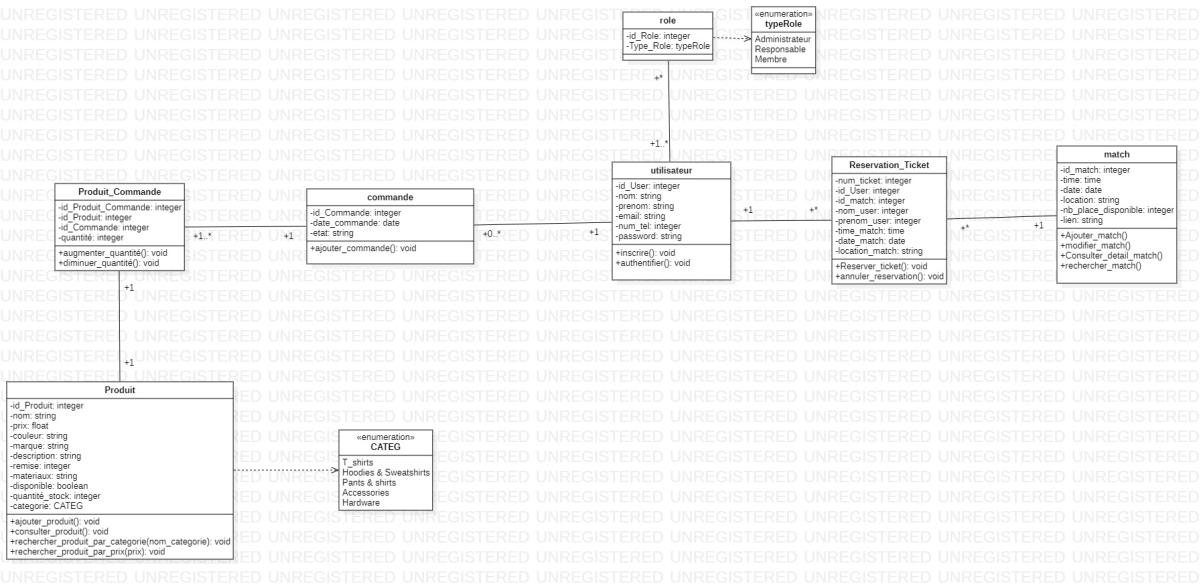 role
-id_Role: integer
-Type_Role: typeRole
«enumeration»
typeRole
Administrateur
Responsable
Membre
+*
+1..*
Produit_Commande
-id_Produit_Commande: integer
-id_Produit: integer
-id_Commande: integer
-quantité: integer
+augmenter_quantité(): void
+diminuer_quantité(): void
+1..*
+1
commande
-id_Commande: integer
-date_commande: date
-etat: string
+ajouter_commande(): void
+0..*
+1
utilisateur
-id_User: integer
-nom: string
-prenom: string
-email: string
-num_tel: integer
-password: string
+inscrire(): void
+authentifier(): void
+1
+*
Reservation_Ticket
-num_ticket: integer
-id_User: integer
-id_match: integer
-nom_user: integer
-prenom_user: integer
-time_match: time
-date_match: date
-location_match: string
+Reserver_ticket(): void
+annuler_reservation(): void
+*
+1
match
-id_match: integer
-time: time
-date: date
-location: string
-nb_place_disponible: integer
-lien: string
+Ajouter_match()
+modifier_match()
+Consulter_detail_match()
+rechercher_match()
+1
+1
Produit
-id_Produit: integer
-nom: string
-prix: float
-couleur: string
-marque: string
-description: string
-remise: integer
-materiaux: string
-disponible: boolean
-quantité_stock: integer
-categorie: CATEG
+ajouter_produit(): void
+consulter_produit(): void
+rechercher_produit_par_categorie(nom_categorie): void
+rechercher_produit_par_prix(prix): void
«enumeration»
CATEG
T_shirts
Hoodies & Sweatshirts
Pants & shirts
Accessories
Hardware
UNREGISTERED